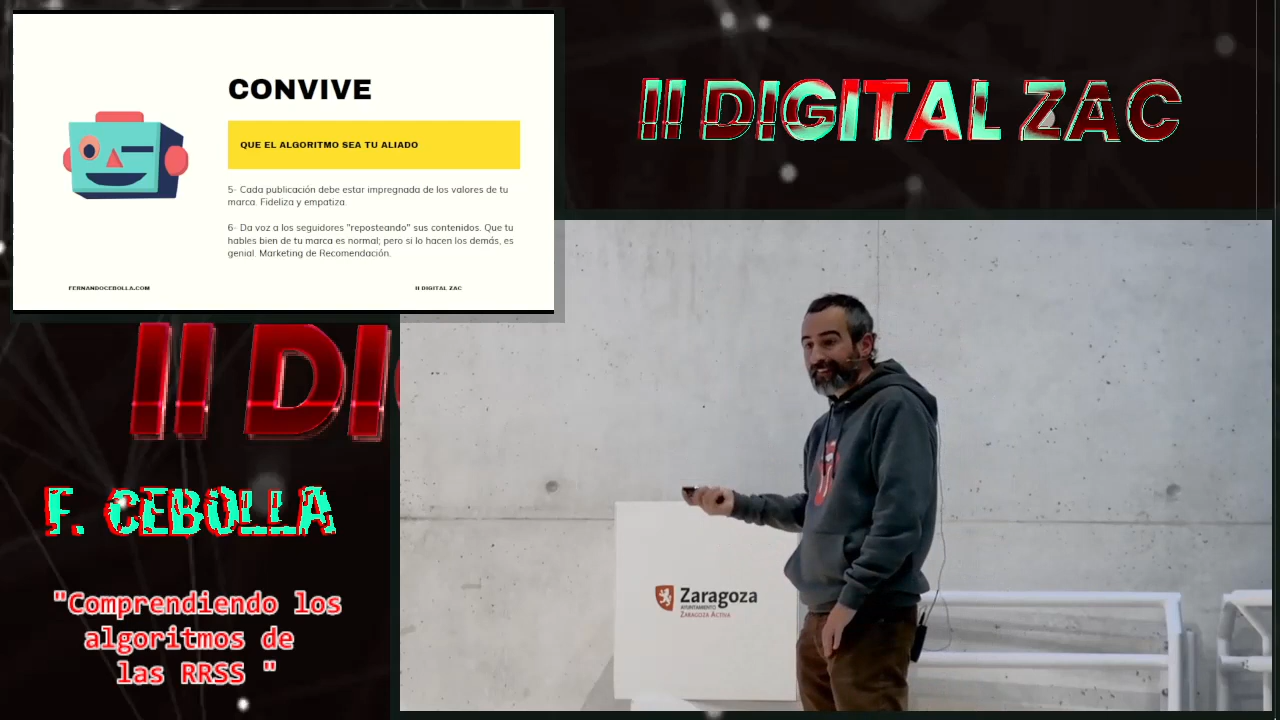 CONVIVE
QUE EL ALGORITMO SEA TU ALIADO
5- Cada publicación debe estar impregnada de los valores de tu
marca. Fideliza y empatiza.
6- Da voz a los seguidores "reposteando" sus contenidos. Que tu
hables bien de tu marca es normal; pero si lo hacen los demás, es
genial. Marketing de Recomendación.
FERNANDOCEBOLLA.COM
II DIGITAL ZAC
II DIGITAL ZAC
II DI
F. CEBOLLA
"Comprendiendo los
algoritmos de
las RRSS "
Zaragoza
AYUNTAMIENTO
ZARAGOZA ACTIVA